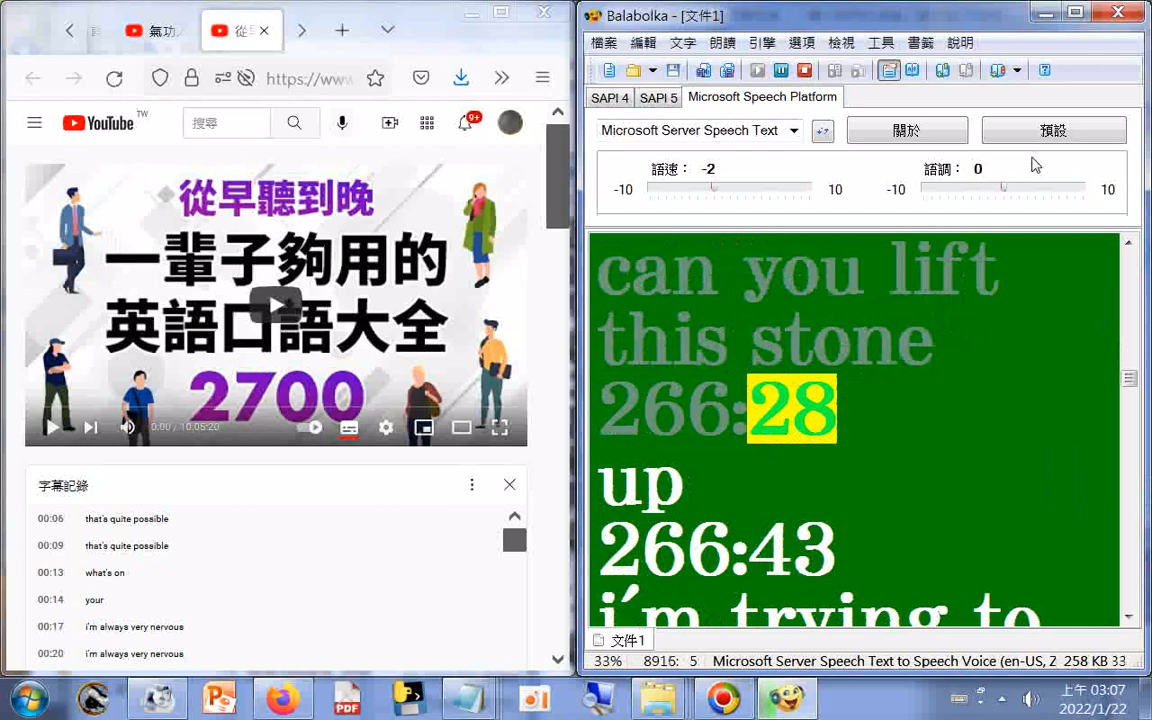 氣功
從
https://www
YouTube TW
搜尋
9+
從早聽到晚
一輩子夠用的
英語口語大全
2700
0:00 / 10:05:20
字幕記錄
00:06 that's quite possible
00:09 that's quite possible
00:13 what's on
00:14 your
00:17 i'm always very nervous
00:20 i'm always very nervous
Balabolka - [文件1]
檔案 編輯 文字 朗讀 引擎 選項 檢視 工具 書籤 說明
SAPI 4 SAPI 5 Microsoft Speech Platform
Microsoft Server Speech Text 關於 預設
語速： -2 語調： 0
-10 10 -10 10
can you lift
this stone
266:28
up
266:43
i'm trying to
文件1
33% 8916: 5 Microsoft Server Speech Text to Speech Voice (en-US, Z 258 KB 33
PDF
上午 03:07
2022/1/22